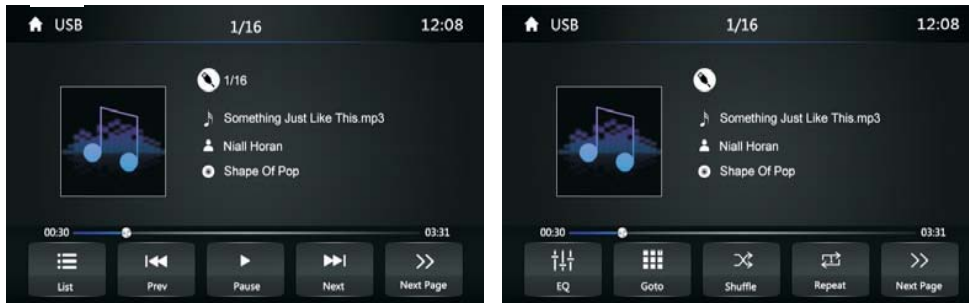 USB 1/16 12:08
1/16
Something Just Like This.mp3
Niall Horan
Shape Of Pop
00:30 03:31
List Prev Pause Next Next Page
USB 1/16 12:08
Something Just Like This.mp3
Niall Horan
Shape Of Pop
00:30 03:31
EQ Goto Shuffle Repeat Next Page